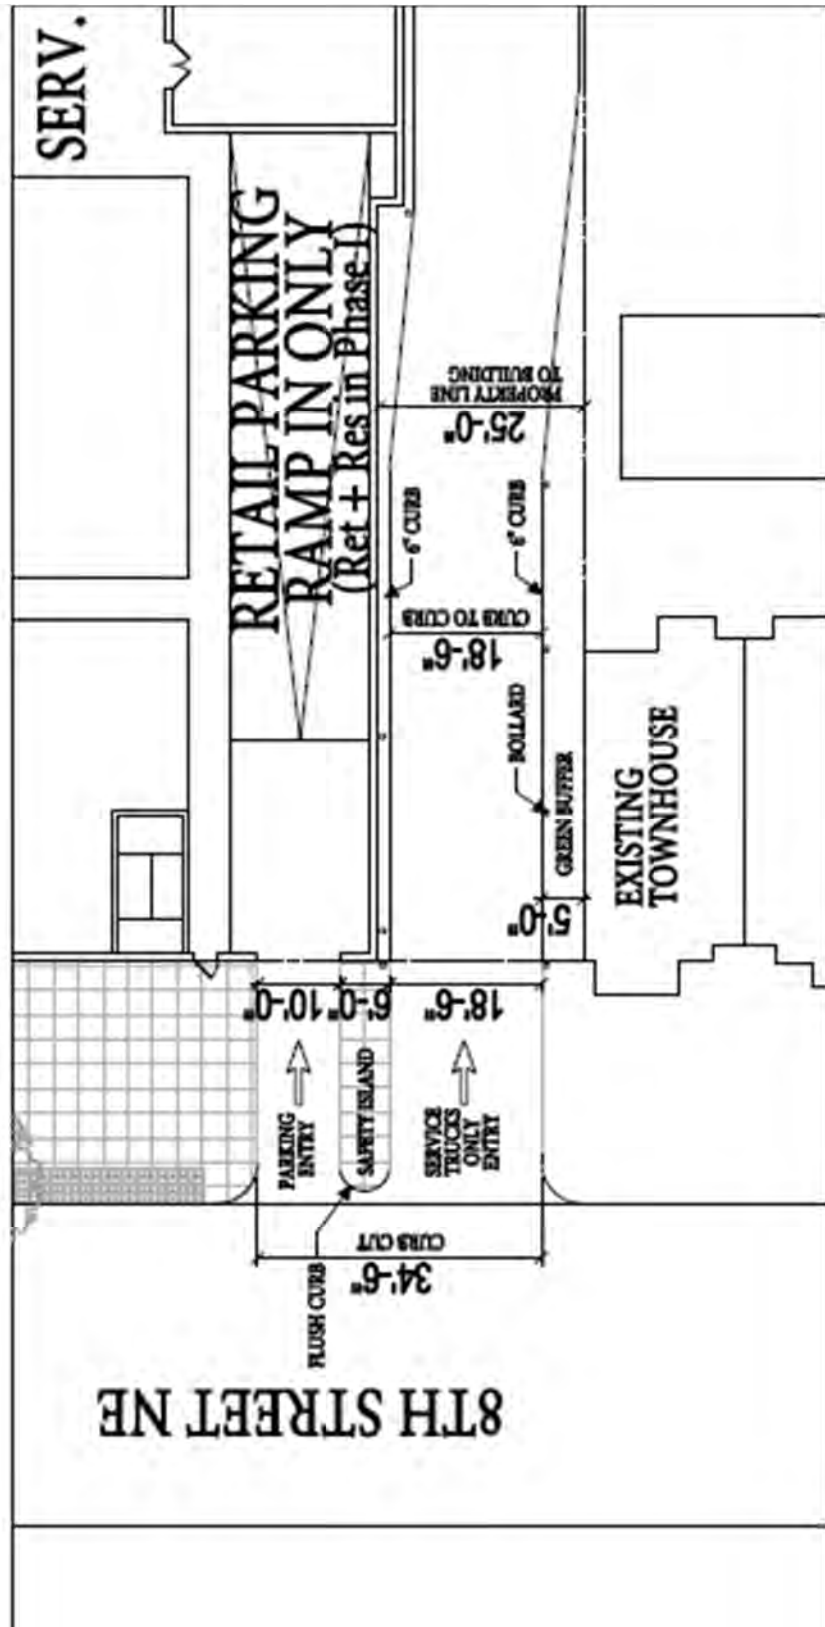 SERV.
RETAIL PARKING
RAMP IN ONLY
(Ret + Res in Phase I)
PROPERTY LINE
TO BUILDING
25'-0"
6" CURB
6" CURB
CURB TO CURB
18'-6"
BOLLARD
GREEN BUFFER
5'-0"
EXISTING
TOWNHOUSE
10'-0"
6'-0"
18'-6"
PARKING
ENTRY
SAFETY ISLAND
SERVICE
TRUCKS
ONLY
ENTRY
CURB CUT
34'-6"
FLUSH CURB
8TH STREET NE